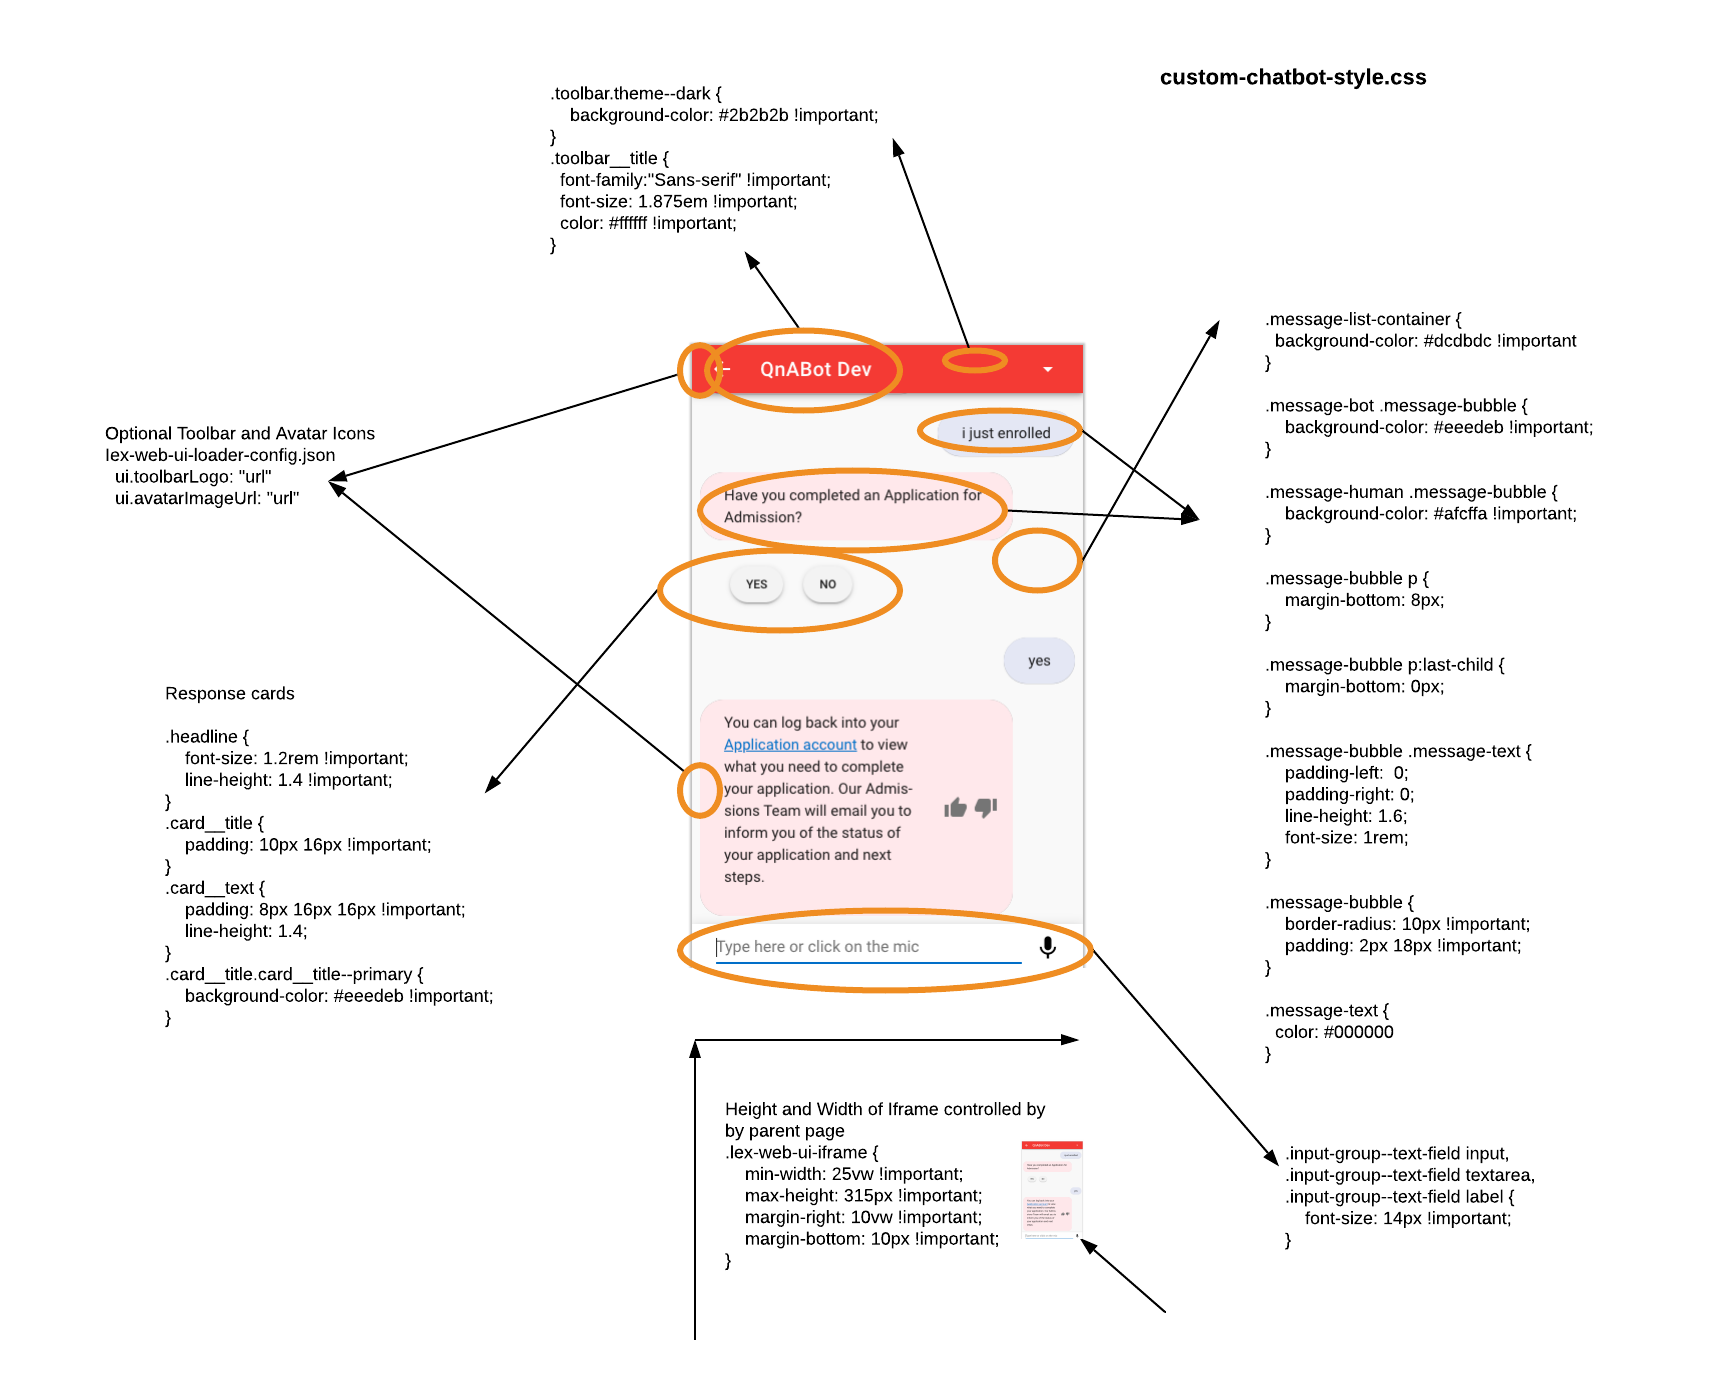 custom-chatbot-style.css
.toolbar.theme--dark {
background-color: #2b2b2b !important;
}
.toolbar__title {
font-family:"Sans-serif" !important;
font-size: 1.875em !important;
color: #ffffff !important;
}
Optional Toolbar and Avatar Icons
lex-web-ui-loader-config.json
ui.toolbarLogo: "url"
ui.avatarImageUrl: "url"
Response cards
.headline {
font-size: 1.2rem !important;
line-height: 1.4 !important;
}
.card__title {
padding: 10px 16px !important;
}
.card__text {
padding: 8px 16px 16px !important;
line-height: 1.4;
}
.card__title.card__title--primary {
background-color: #eeedeb !important;
}
QnABot Dev
i just enrolled
Have you completed an Application for
Admission?
YES NO
yes
You can log back into your
Application account to view
what you need to complete
your application. Our Admis-
sions Team will email you to
inform you of the status of
your application and next
steps.
Type here or click on the mic
.message-list-container {
background-color: #dcdbdc !important
}
.message-bot .message-bubble {
background-color: #eeedeb !important;
}
.message-human .message-bubble {
background-color: #afcffa !important;
}
.message-bubble p {
margin-bottom: 8px;
}
.message-bubble p:last-child {
margin-bottom: 0px;
}
.message-bubble .message-text {
padding-left:  0;
padding-right: 0;
line-height: 1.6;
font-size: 1rem;
}
.message-bubble {
border-radius: 10px !important;
padding: 2px 18px !important;
}
.message-text {
color: #000000
}
Height and Width of Iframe controlled by
by parent page
.lex-web-ui-iframe {
min-width: 25vw !important;
max-height: 315px !important;
margin-right: 10vw !important;
margin-bottom: 10px !important;
}
.input-group--text-field input,
.input-group--text-field textarea,
.input-group--text-field label {
font-size: 14px !important;
}